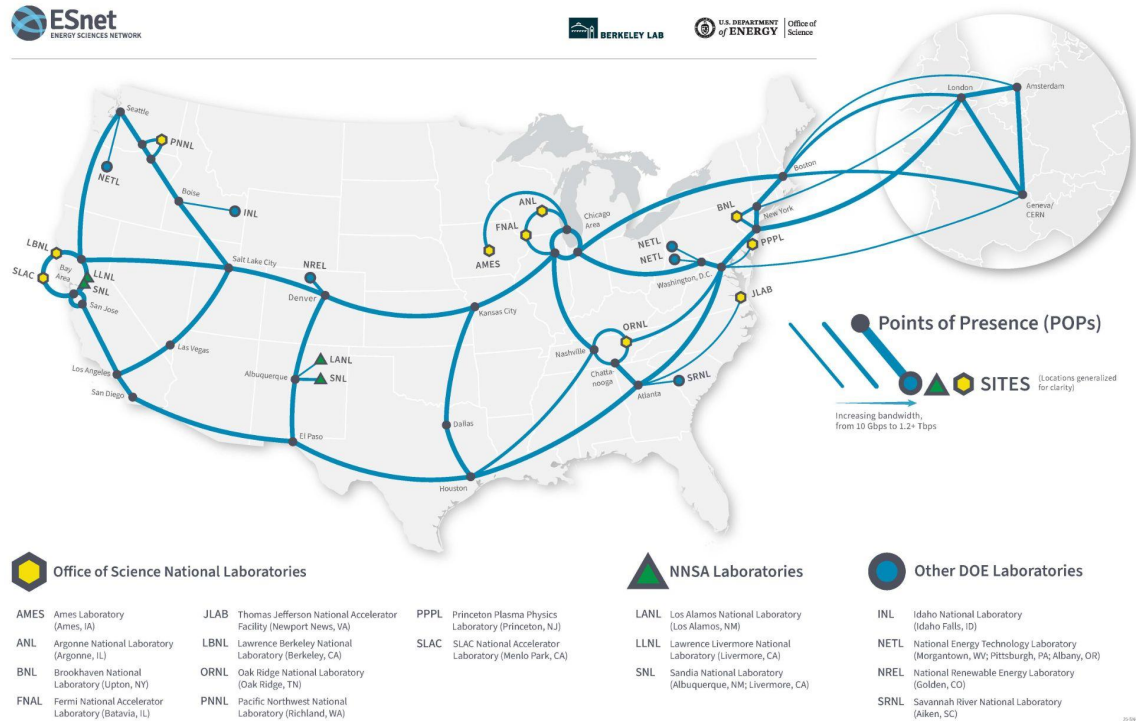 ESnet
ENERGY SCIENCES NETWORK
BERKELEY LAB
U.S. DEPARTMENT
of ENERGY
Office of
Science
Seattle
PNNL
NETL
Boise
INL
LBNL
SLAC
Bay
Area
LLNL
SNL
San Jose
Salt Lake City
NREL
Denver
Las Vegas
Los Angeles
San Diego
Albuquerque
LANL
SNL
El Paso
Kansas City
Dallas
Houston
AMES
ANL
FNAL
Chicago
Area
Nashville
ORNL
Chatta-
nooga
Atlanta
SRNL
NETL
NETL
Washington, D.C.
JLAB
PPPL
BNL
New York
Boston
London
Amsterdam
Geneva/
CERN
Points of Presence (POPs)
SITES
(Locations generalized
for clarity)
Increasing bandwidth,
from 10 Gbps to 1.2+ Tbps
Office of Science National Laboratories
AMES Ames Laboratory
(Ames, IA)
ANL Argonne National Laboratory
(Argonne, IL)
BNL Brookhaven National
Laboratory (Upton, NY)
FNAL Fermi National Accelerator
Laboratory (Batavia, IL)
JLAB Thomas Jefferson National Accelerator
Facility (Newport News, VA)
LBNL Lawrence Berkeley National
Laboratory (Berkeley, CA)
ORNL Oak Ridge National Laboratory
(Oak Ridge, TN)
PNNL Pacific Northwest National
Laboratory (Richland, WA)
PPPL Princeton Plasma Physics
Laboratory (Princeton, NJ)
SLAC SLAC National Accelerator
Laboratory (Menlo Park, CA)
NNSA Laboratories
LANL Los Alamos National Laboratory
(Los Alamos, NM)
LLNL Lawrence Livermore National
Laboratory (Livermore, CA)
SNL Sandia National Laboratory
(Albuquerque, NM; Livermore, CA)
Other DOE Laboratories
INL Idaho National Laboratory
(Idaho Falls, ID)
NETL National Energy Technology Laboratory
(Morgantown, WV; Pittsburgh, PA; Albany, OR)
NREL National Renewable Energy Laboratory
(Golden, CO)
SRNL Savannah River National Laboratory
(Aiken, SC)